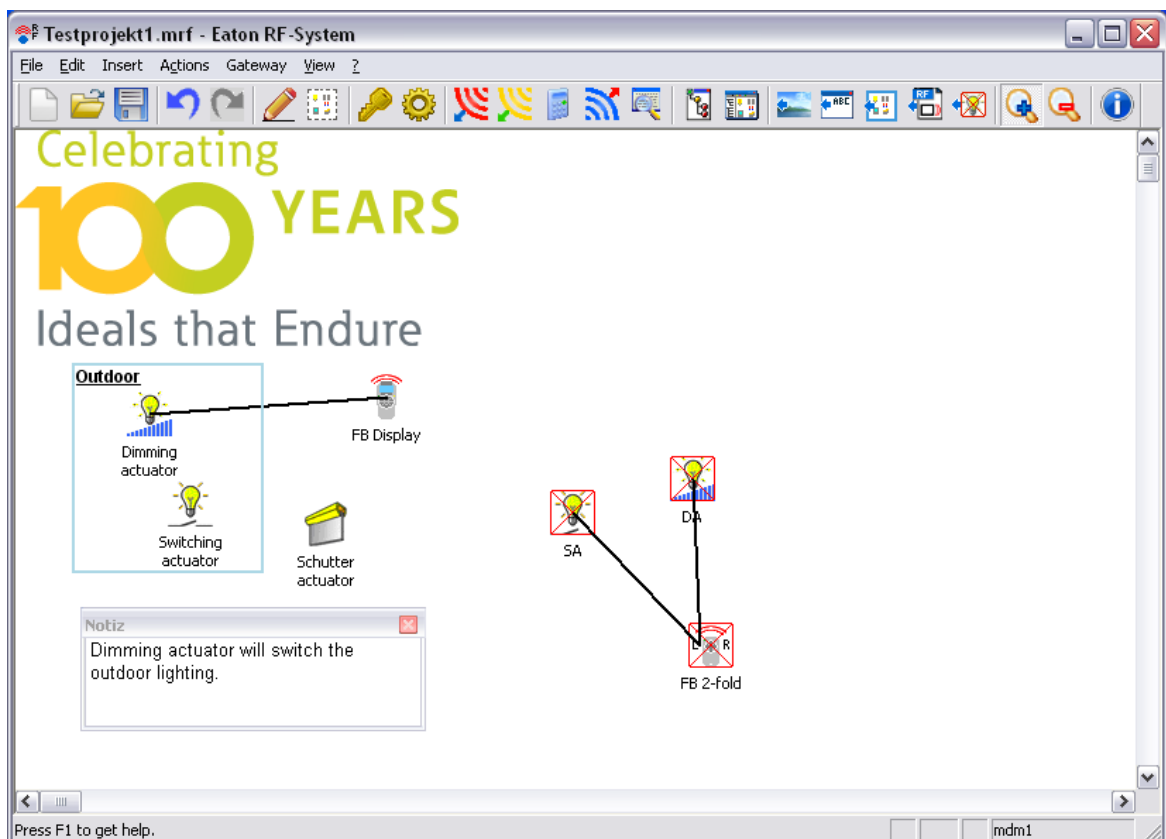 Testprojekt1.mrf - Eaton RF-System
File Edit Insert Actions Gateway View ?
Celebrating
100 YEARS
Ideals that Endure
Outdoor
Dimming
actuator
FB Display
Switching
actuator
Schutter
actuator
SA
DA
L R
FB 2-fold
Notiz
Dimming actuator will switch the
outdoor lighting.
Press F1 to get help.
mdm1